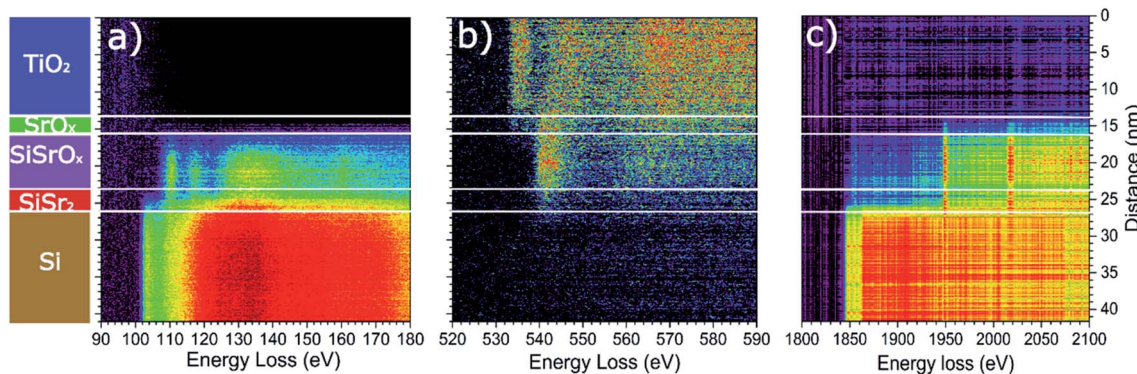 TiO2
SrOx
SiSrOx
SiSr2
Si
a)
90 100 110 120 130 140 150 160 170 180
Energy Loss (eV)
b)
520 530 540 550 560 570 580 590
Energy Loss (eV)
c)
1800 1850 1900 1950 2000 2050 2100
Energy loss (eV)
0
5
10
15
20
25
30
35
40
Distance (nm)